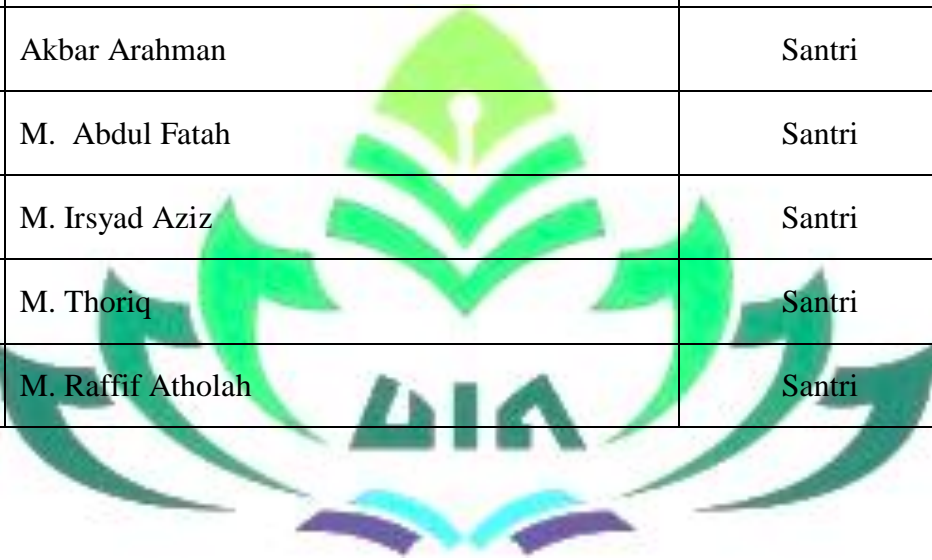 Akbar Arahman Santri
M. Abdul Fatah Santri
M. Irsyad Aziz Santri
M. Thoriq Santri
M. Raffif Atholah Santri
UIN